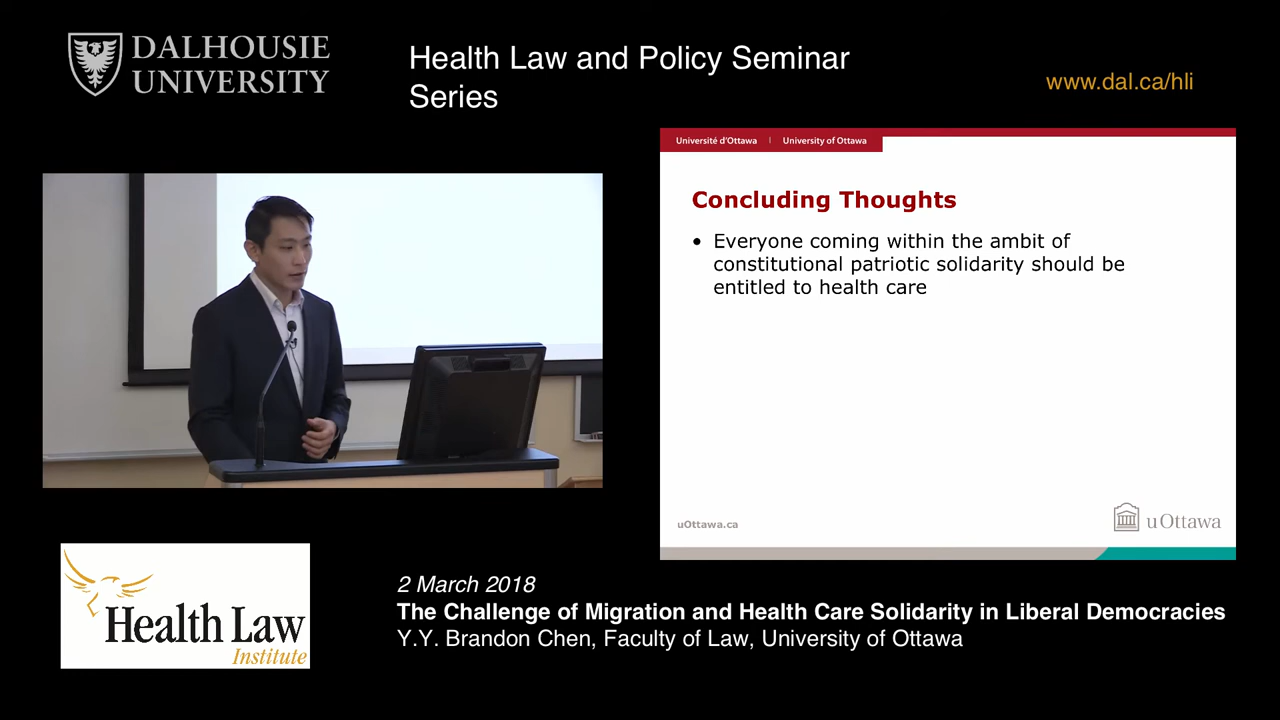 DALHOUSIE
UNIVERSITY
Health Law and Policy Seminar
Series
www.dal.ca/hli
Université d'Ottawa | University of Ottawa
Concluding Thoughts
• Everyone coming within the ambit of
constitutional patriotic solidarity should be
entitled to health care
uOttawa.ca
uOttawa
Health Law
Institute
2 March 2018
The Challenge of Migration and Health Care Solidarity in Liberal Democracies
Y.Y. Brandon Chen, Faculty of Law, University of Ottawa